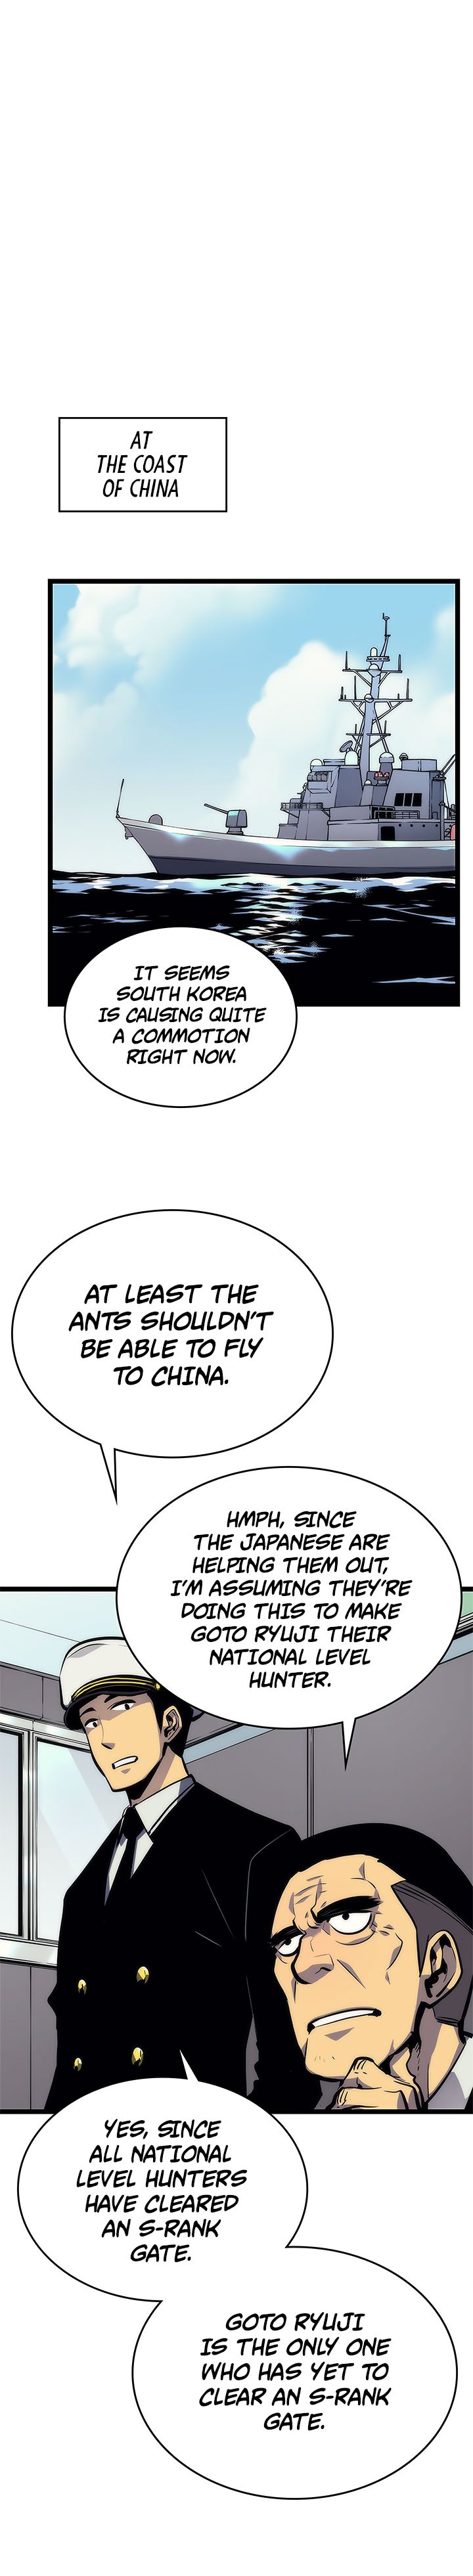 AT
THE COAST
OF CHINA
IT SEEMS
SOUTH KOREA
IS CAUSING QUITE
A COMMOTION
RIGHT NOW.
AT LEAST THE
ANTS SHOULDN'T
BE ABLE TO FLY
TO CHINA.
HMPH, SINCE
THE JAPANESE ARE
HELPING THEM OUT,
I'M ASSUMING THEY'RE
DOING THIS TO MAKE
GOTO RYUJI THEIR
NATIONAL LEVEL
HUNTER.
YES, SINCE
ALL NATIONAL
LEVEL HUNTERS
HAVE CLEARED
AN S-RANK
GATE.
GOTO RYUJI
IS THE ONLY ONE
WHO HAS YET TO
CLEAR AN S-RANK
GATE.